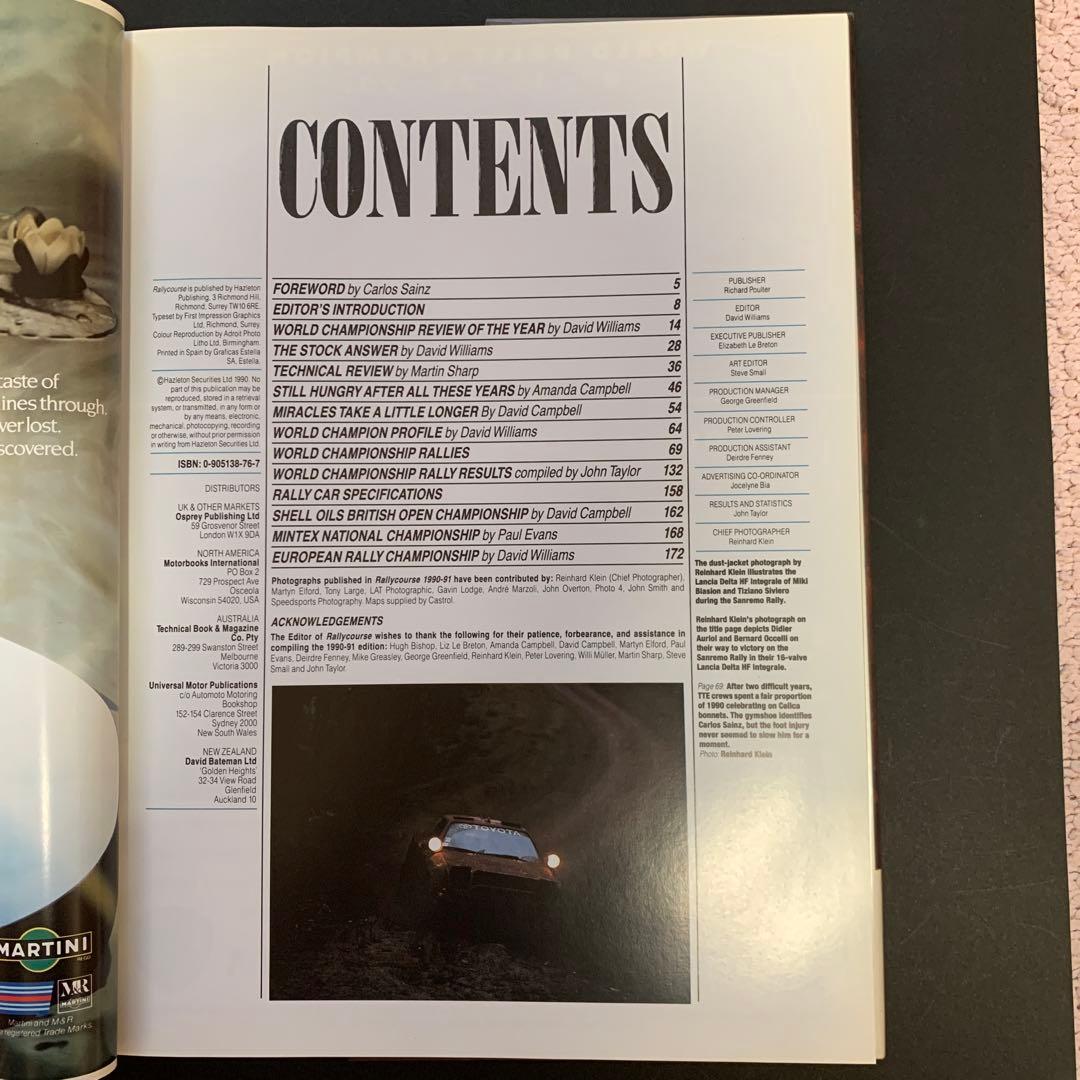 taste of
ines through.
ver lost.
scovered.
MARTINI
M&R
MARTINI
Martini and M & R
registered Trade Marks
CONTENTS
Rallycourse is published by Hazleton
Publishing, 3 Richmond Hill,
Richmond, Surrey TW10 6RE.
Typeset by First Impression Graphics
Ltd, Richmond, Surrey.
Colour Reproduction by Adroit Photo
Litho Ltd, Birmingham.
Printed in Spain by Graficas Estella
SA, Estella.
©Hazleton Securities Ltd 1990. No
part of this publication may be
reproduced, stored in a retrieval
system, or transmitted, in any form or
by any means, electronic,
mechanical, photocopying, recording
or otherwise, without prior permission
in writing from Hazleton Securities Ltd.
ISBN: 0-905138-76-7
DISTRIBUTORS
UK & OTHER MARKETS
Osprey Publishing Ltd
59 Grosvenor Street
London W1X 9DA
NORTH AMERICA
Motorbooks International
PO Box 2
729 Prospect Ave
Osceola
Wisconsin 54020, USA
AUSTRALIA
Technical Book & Magazine
Co. Pty
289-299 Swanston Street
Melbourne
Victoria 3000
Universal Motor Publications
c/o Automoto Motoring
Bookshop
152-154 Clarence Street
Sydney 2000
New South Wales
NEW ZEALAND
David Bateman Ltd
'Golden Heights'
32-34 View Road
Glenfield
Auckland 10
FOREWORD by Carlos Sainz 5
EDITOR'S INTRODUCTION 8
WORLD CHAMPIONSHIP REVIEW OF THE YEAR by David Williams 14
THE STOCK ANSWER by David Williams 28
TECHNICAL REVIEW by Martin Sharp 36
STILL HUNGRY AFTER ALL THESE YEARS by Amanda Campbell 46
MIRACLES TAKE A LITTLE LONGER By David Campbell 54
WORLD CHAMPION PROFILE by David Williams 64
WORLD CHAMPIONSHIP RALLIES 69
WORLD CHAMPIONSHIP RALLY RESULTS compiled by John Taylor 132
RALLY CAR SPECIFICATIONS 158
SHELL OILS BRITISH OPEN CHAMPIONSHIP by David Campbell 162
MINTEX NATIONAL CHAMPIONSHIP by Paul Evans 168
EUROPEAN RALLY CHAMPIONSHIP by David Williams 172
Photographs published in Rallycourse 1990-91 have been contributed by: Reinhard Klein (Chief Photographer),
Martyn Elford, Tony Large, LAT Photographic, Gavin Lodge, André Marzoli, John Overton, Photo 4, John Smith and
Speedsports Photography. Maps supplied by Castrol.
ACKNOWLEDGEMENTS
The Editor of Rallycourse wishes to thank the following for their patience, forbearance, and assistance in
compiling the 1990-91 edition: Hugh Bishop, Liz Le Breton, Amanda Campbell, David Campbell, Martyn Elford, Paul
Evans, Deirdre Fenney, Mike Greasley, George Greenfield, Reinhard Klein, Peter Lovering, Willi Müller, Martin Sharp, Steve
Small and John Taylor.
TOYOTA
PUBLISHER
Richard Poulter
EDITOR
David Williams
EXECUTIVE PUBLISHER
Elizabeth Le Breton
ART EDITOR
Steve Small
PRODUCTION MANAGER
George Greenfield
PRODUCTION CONTROLLER
Peter Lovering
PRODUCTION ASSISTANT
Deirdre Fenney
ADVERTISING CO-ORDINATOR
Jocelyne Bia
RESULTS AND STATISTICS
John Taylor
CHIEF PHOTOGRAPHER
Reinhard Klein
The dust-jacket photograph by
Reinhard Klein illustrates the
Lancia Delta HF Integrale of Miki
Biasion and Tiziano Siviero
during the Sanremo Rally.
Reinhard Klein's photograph on
the title page depicts Didier
Auriol and Bernard Occelli on
their way to victory on the
Sanremo Rally in their 16-valve
Lancia Delta HF Integrale.
Page 69: After two difficult years,
TTE crews spent a fair proportion
of 1990 celebrating on Celica
bonnets. The gymshoe identifies
Carlos Sainz, but the foot injury
never seemed to slow him for a
moment.
Photo: Reinhard Klein